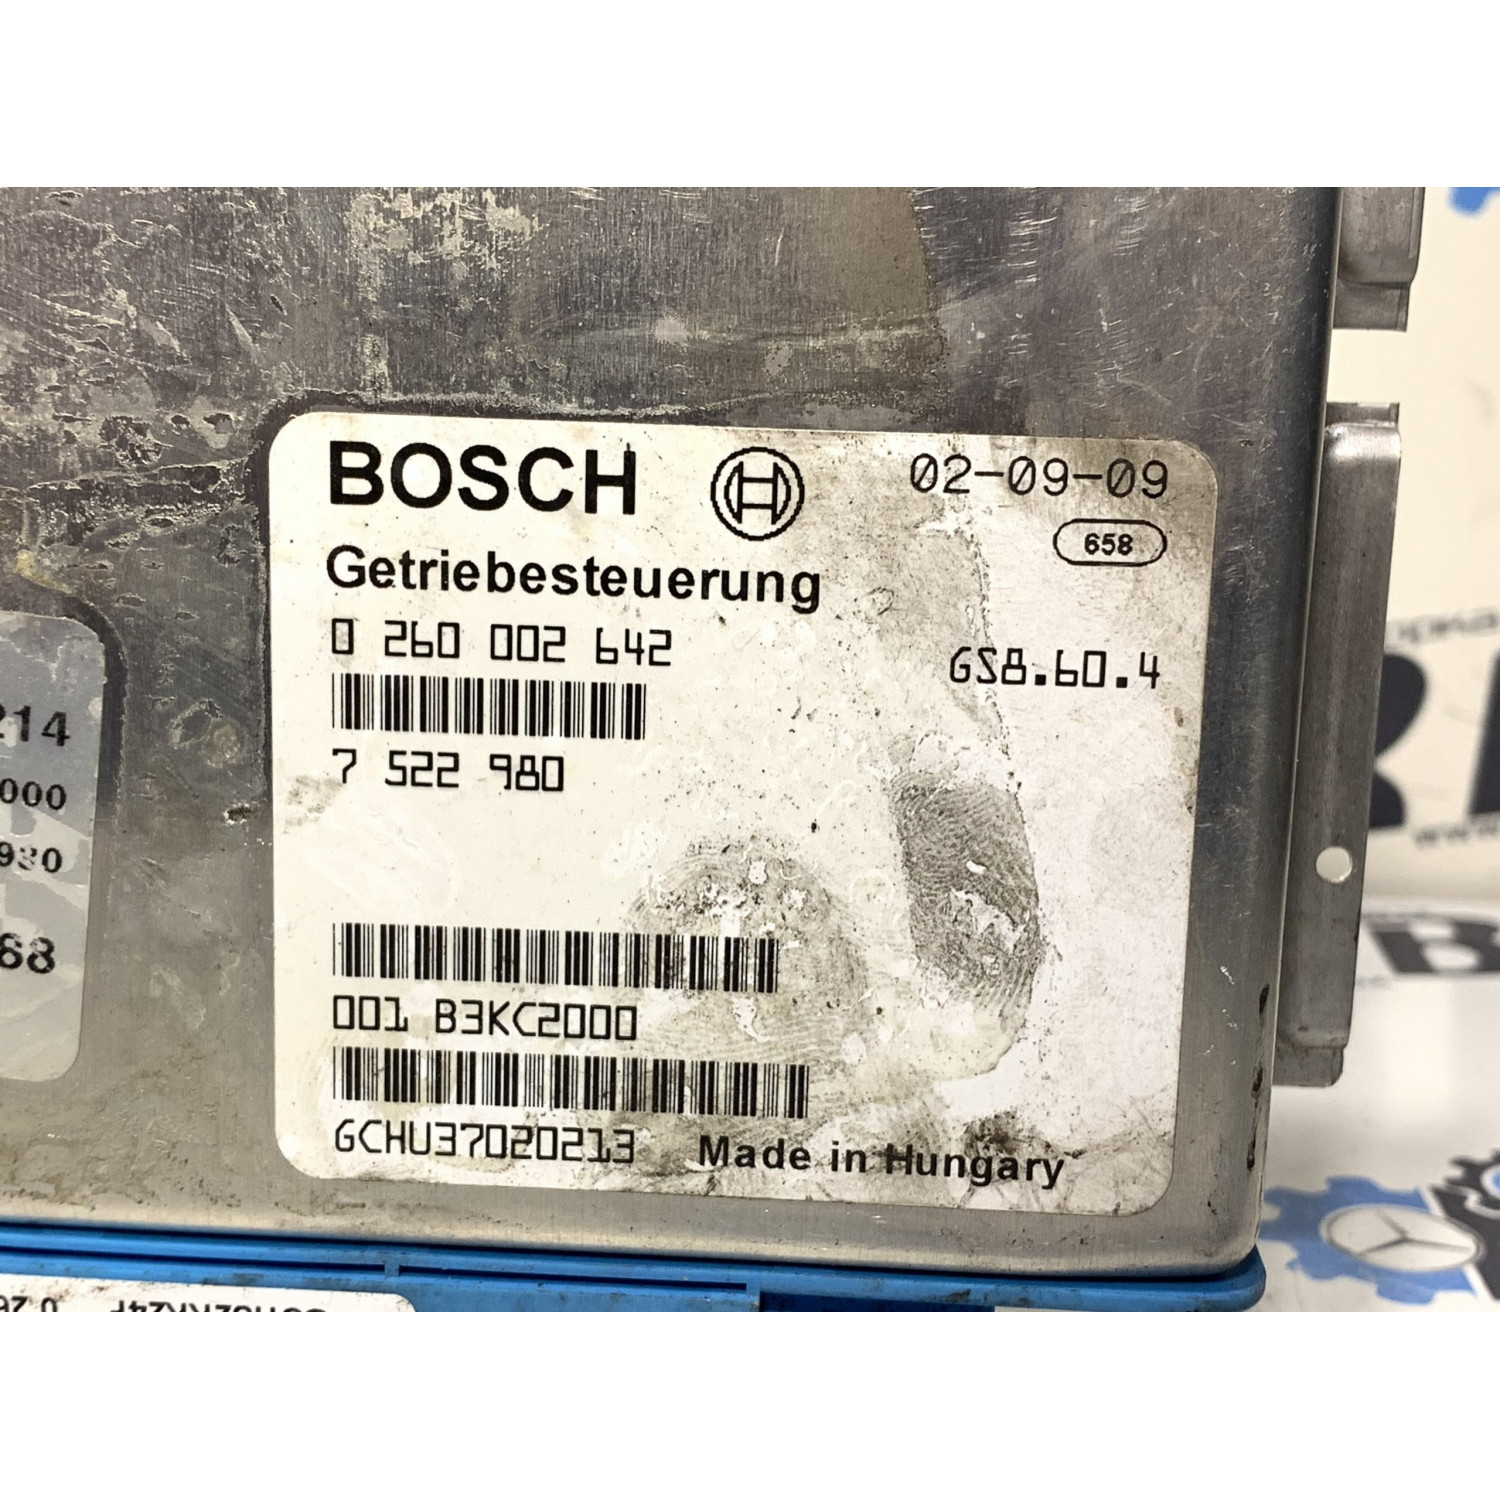 BOSCH 02-09-09
658
Getriebesteuerung
0 260 002 642 GS8.60.4
7 522 980
001 B3KC2000
GCHU37020213 Made in Hungary
214
000
68